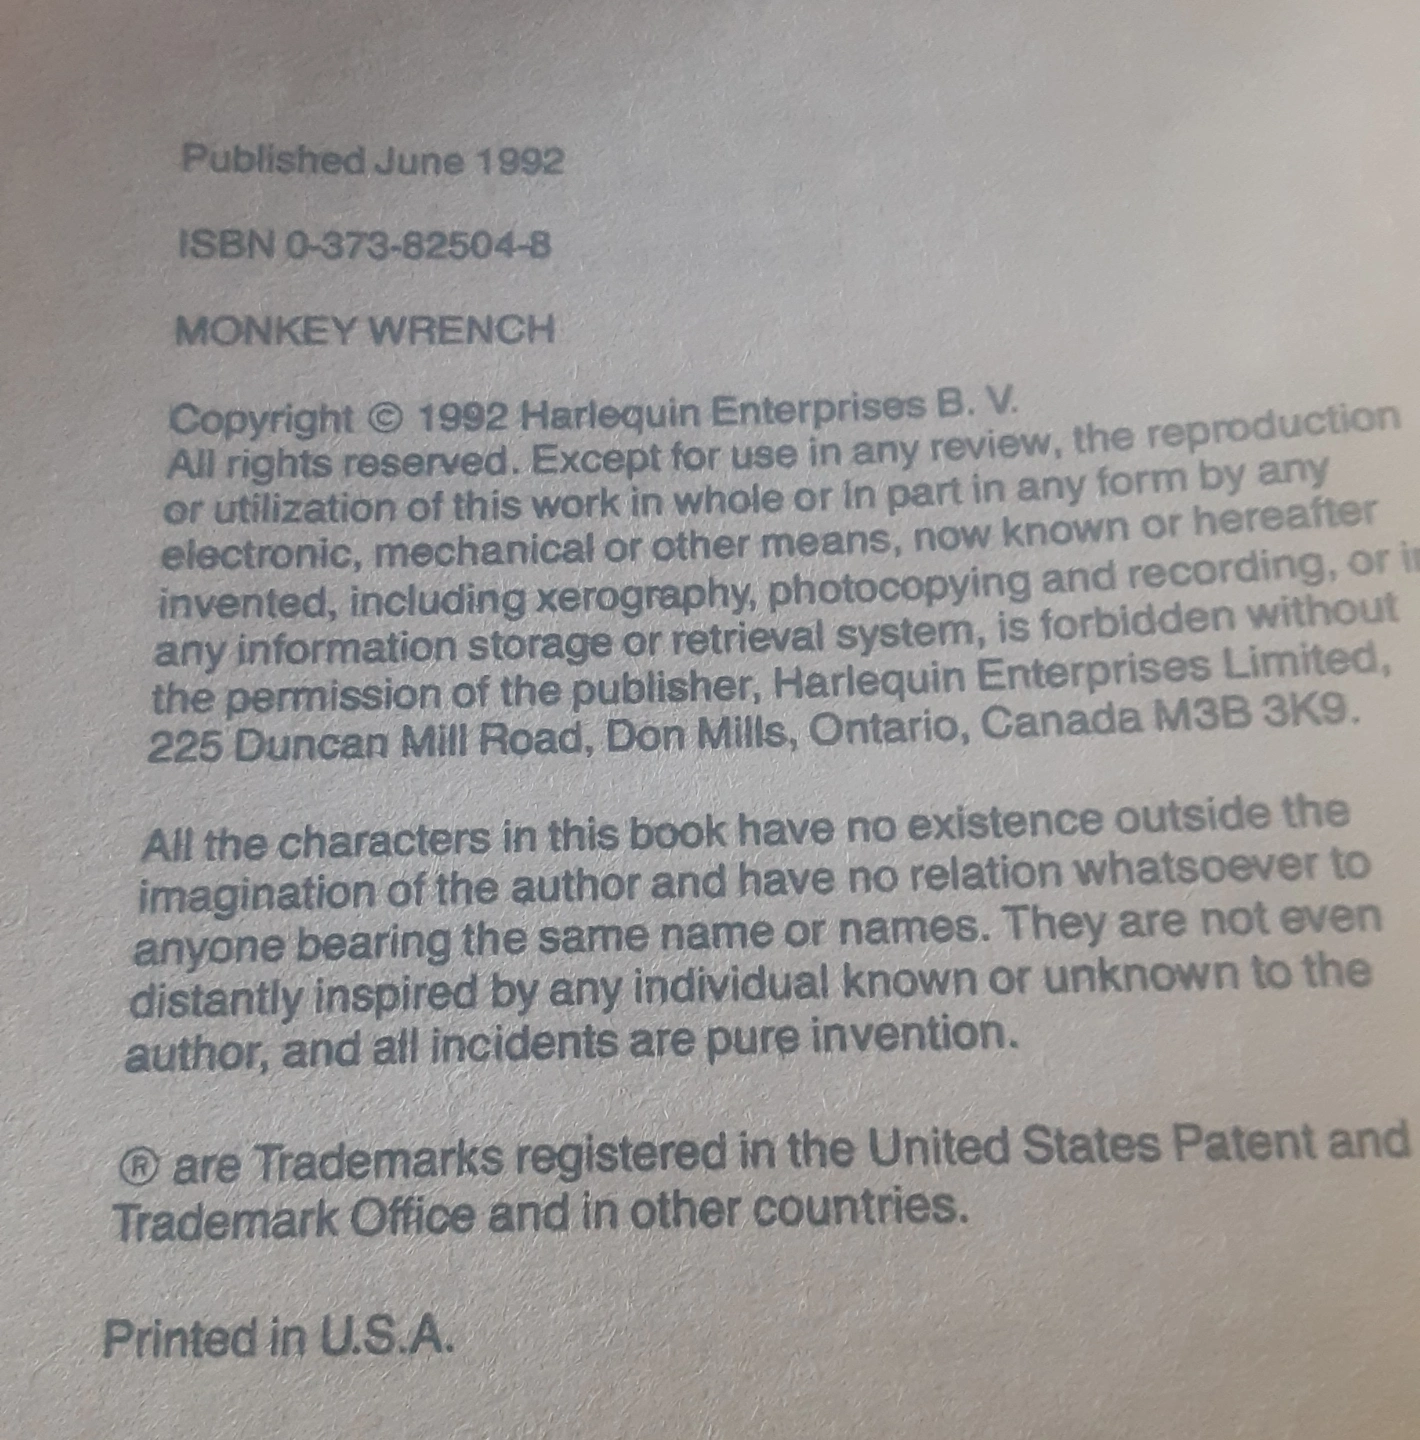 Published June 1992
ISBN 0-373-82504-8
MONKEY WRENCH
Copyright © 1992 Harlequin Enterprises B. V.
All rights reserved. Except for use in any review, the reproduction
or utilization of this work in whole or in part in any form by any
electronic, mechanical or other means, now known or hereafter
invented, including xerography, photocopying and recording, or in
any information storage or retrieval system, is forbidden without
the permission of the publisher, Harlequin Enterprises Limited,
225 Duncan Mill Road, Don Mills, Ontario, Canada M3B 3K9.
All the characters in this book have no existence outside the
imagination of the author and have no relation whatsoever to
anyone bearing the same name or names. They are not even
distantly inspired by any individual known or unknown to the
author, and all incidents are pure invention.
® are Trademarks registered in the United States Patent and
Trademark Office and in other countries.
Printed in U.S.A.